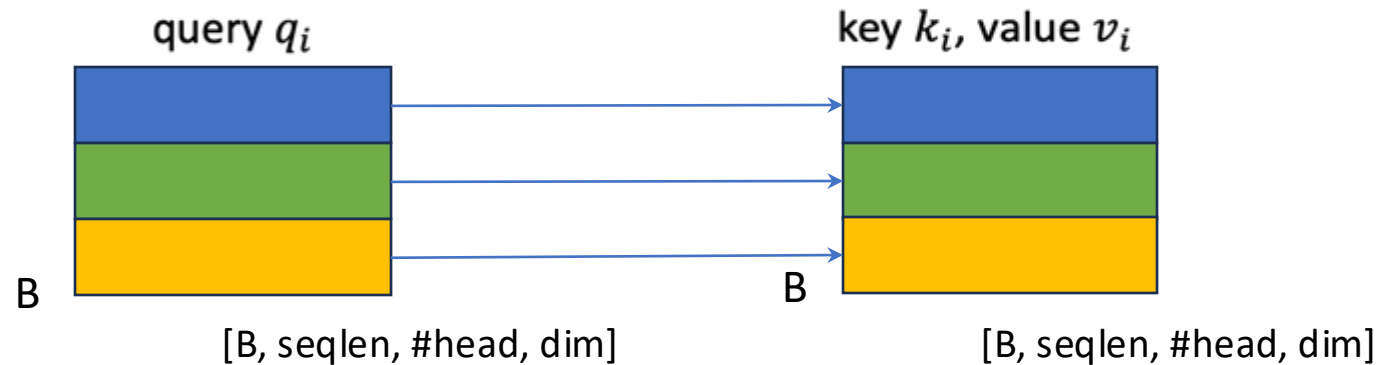 query qᵢ
key kᵢ, value vᵢ
B
B
[B, seqlen, #head, dim]
[B, seqlen, #head, dim]